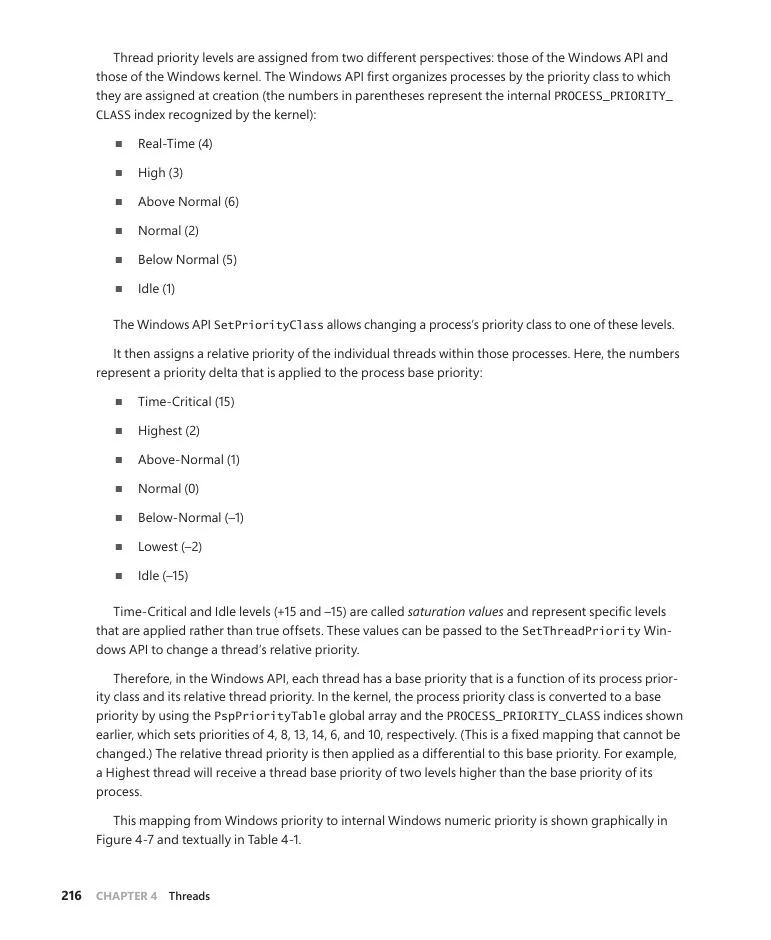 Thread priority levels are assigned from two different perspectives: those of the Windows API and
those of the Windows kernel. The Windows API first organizes processes by the priority class to which
they are assigned at creation (the numbers in parentheses represent the internal PROCESS_PRIORITY_
CLASS index recognized by the kernel):
■ Real-Time (4)
■ High (3)
■ Above Normal (6)
■ Normal (2)
■ Below Normal (5)
■ Idle (1)
The Windows API SetPriorityClass allows changing a process’s priority class to one of these levels.
It then assigns a relative priority of the individual threads within those processes. Here, the numbers
represent a priority delta that is applied to the process base priority:
■ Time-Critical (15)
■ Highest (2)
■ Above-Normal (1)
■ Normal (0)
■ Below-Normal (–1)
■ Lowest (–2)
■ Idle (–15)
Time-Critical and Idle levels (+15 and –15) are called saturation values and represent specific levels
that are applied rather than true offsets. These values can be passed to the SetThreadPriority Win-
dows API to change a thread’s relative priority.
Therefore, in the Windows API, each thread has a base priority that is a function of its process prior-
ity class and its relative thread priority. In the kernel, the process priority class is converted to a base
priority by using the PspPriorityTable global array and the PROCESS_PRIORITY_CLASS indices shown
earlier, which sets priorities of 4, 8, 13, 14, 6, and 10, respectively. (This is a fixed mapping that cannot be
changed.) The relative thread priority is then applied as a differential to this base priority. For example,
a Highest thread will receive a thread base priority of two levels higher than the base priority of its
process.
This mapping from Windows priority to internal Windows numeric priority is shown graphically in
Figure 4-7 and textually in Table 4-1.
216 CHAPTER 4 Threads